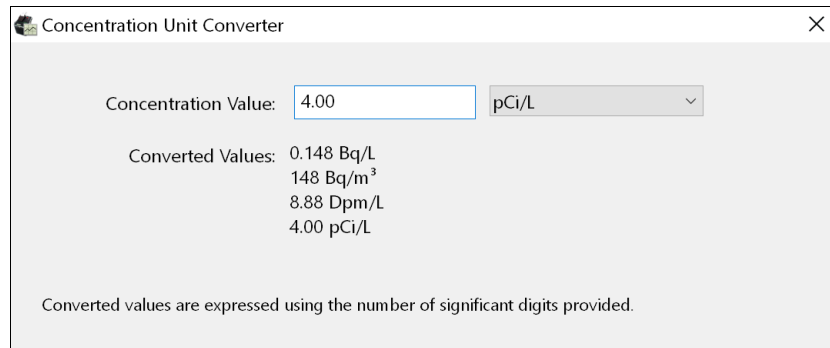 Concentration Unit Converter
Concentration Value: 4.00 pCi/L
Converted Values: 0.148 Bq/L
148 Bq/m³
8.88 Dpm/L
4.00 pCi/L
Converted values are expressed using the number of significant digits provided.